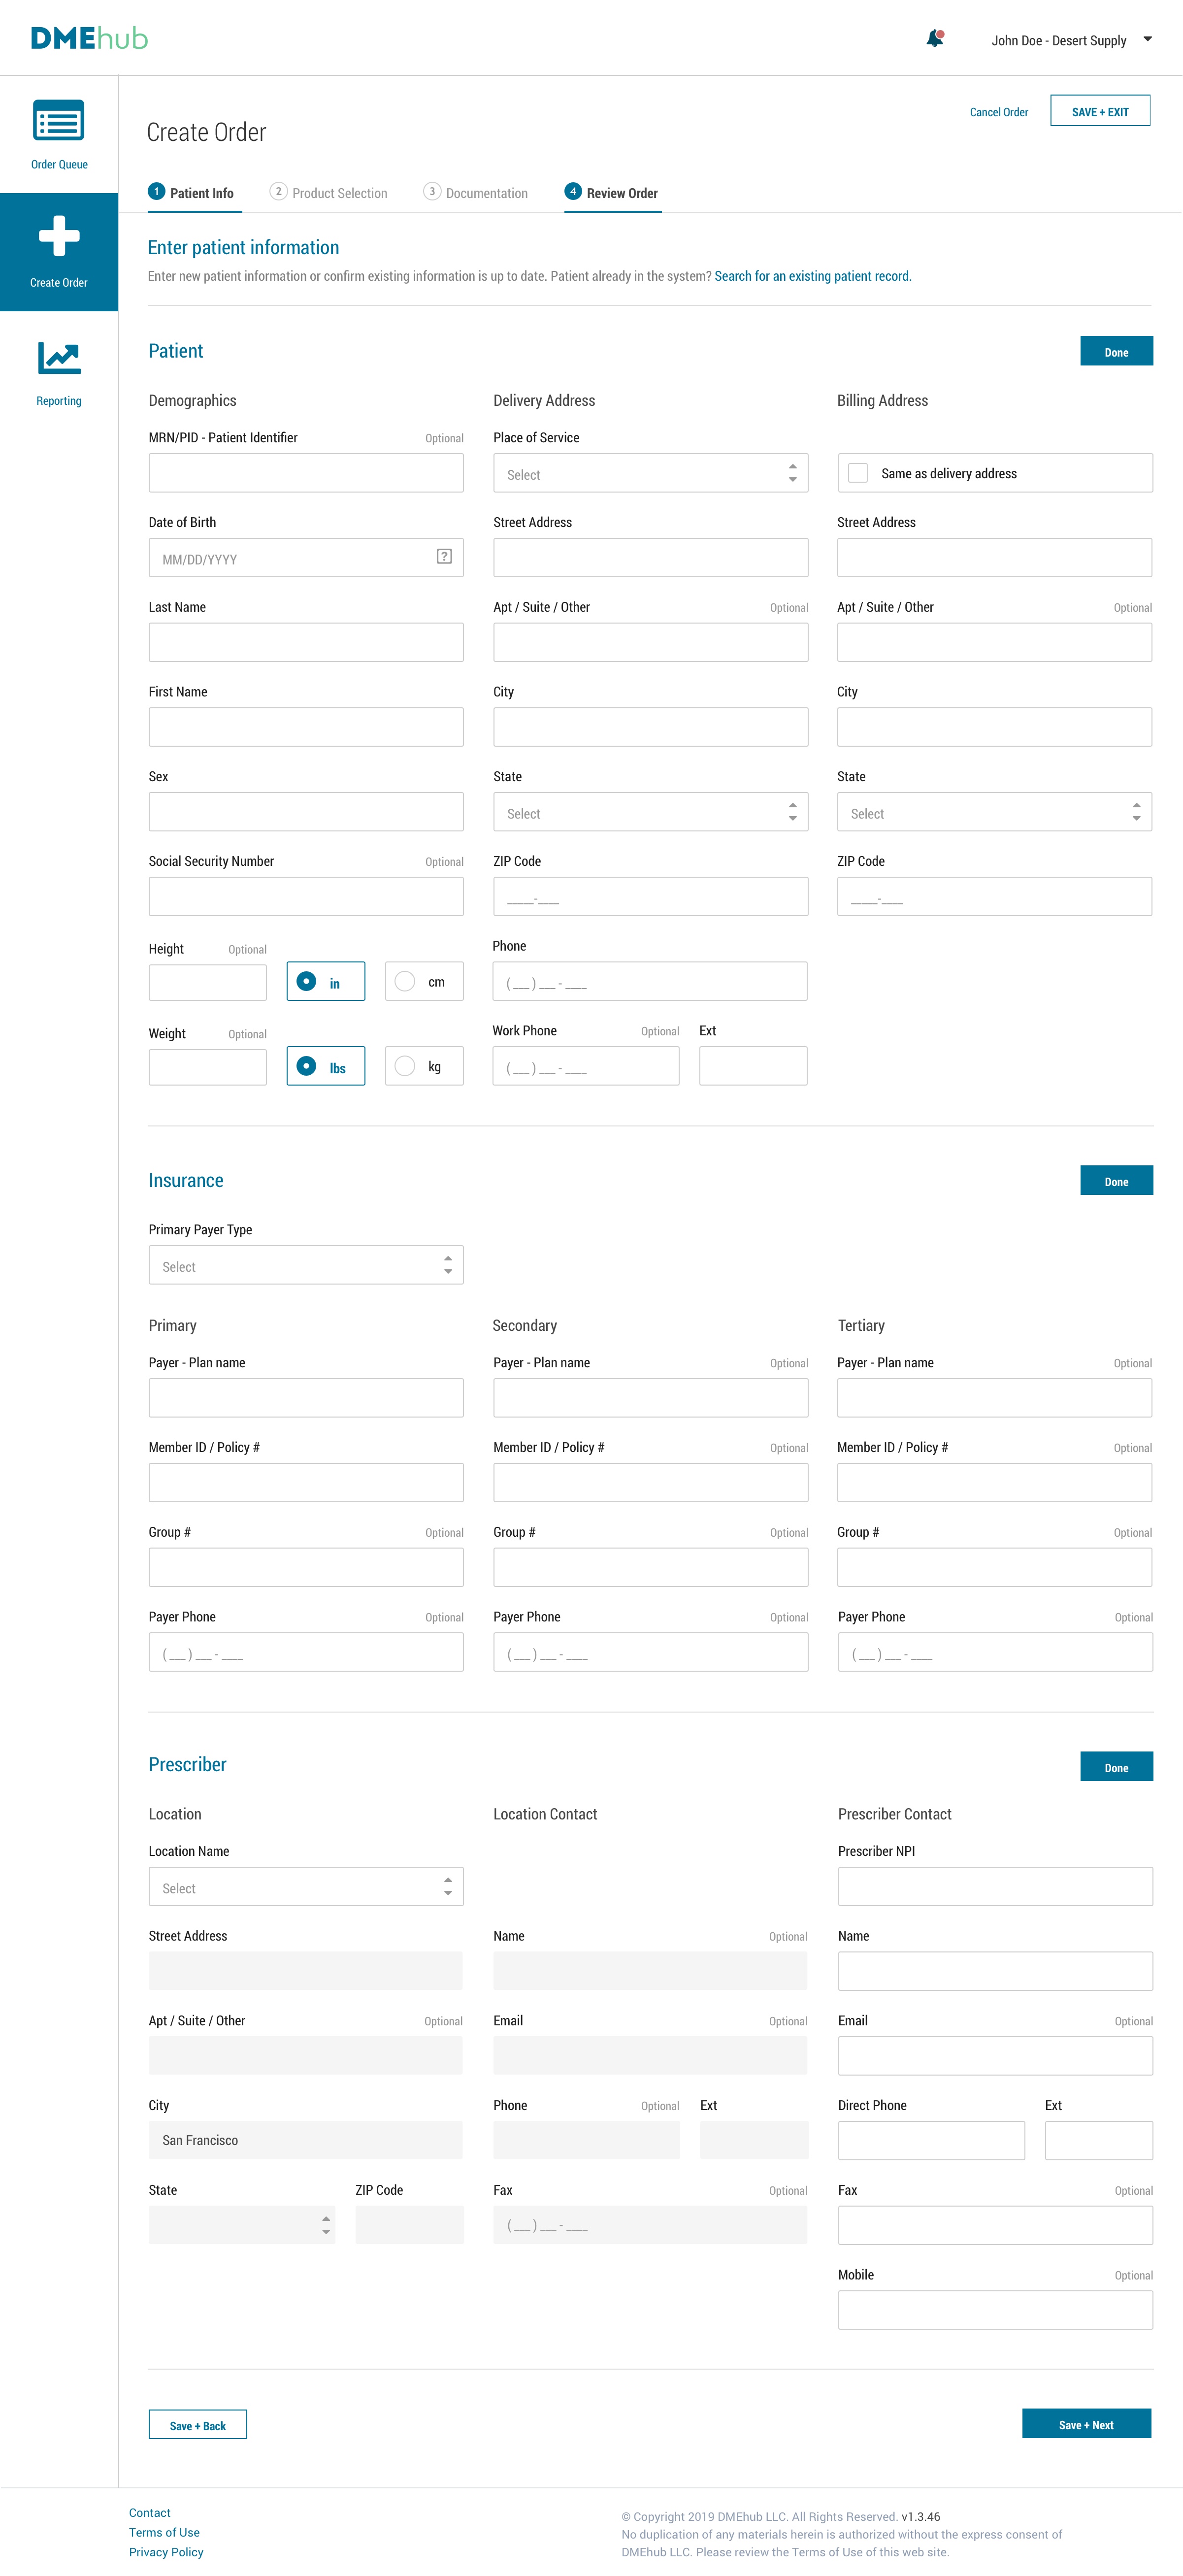 DMEhub
John Doe - Desert Supply
Order Queue
Create Order
Reporting
Create Order
Cancel Order
SAVE + EXIT
1 Patient Info
2 Product Selection
3 Documentation
4 Review Order
Enter patient information
Enter new patient information or confirm existing information is up to date. Patient already in the system? Search for an existing patient record.
Patient
Done
Demographics
Delivery Address
Billing Address
MRN/PID - Patient Identifier Optional
Place of Service
Select
Same as delivery address
Date of Birth
Street Address
Street Address
MM/DD/YYYY ?
Last Name
Apt / Suite / Other Optional
Apt / Suite / Other Optional
First Name
City
City
Sex
State
State
Select
Select
Social Security Number Optional
ZIP Code
ZIP Code
____-___
____-___
Height Optional
in
cm
Phone
( __ ) __ - ___
Weight Optional
lbs
kg
Work Phone Optional
Ext
( __ ) __ - ___
Insurance
Done
Primary Payer Type
Select
Primary
Secondary
Tertiary
Payer - Plan name
Payer - Plan name Optional
Payer - Plan name Optional
Member ID / Policy #
Member ID / Policy # Optional
Member ID / Policy # Optional
Group # Optional
Group # Optional
Group # Optional
Payer Phone Optional
Payer Phone Optional
Payer Phone Optional
( __ ) __ - ___
( __ ) __ - ___
( __ ) __ - ___
Prescriber
Done
Location
Location Contact
Prescriber Contact
Location Name
Prescriber NPI
Select
Street Address
Name Optional
Name
Apt / Suite / Other Optional
Email Optional
Email Optional
City
Phone Optional
Ext
Direct Phone
Ext
San Francisco
State
ZIP Code
Fax Optional
Fax Optional
( __ ) __ - ___
Mobile Optional
Save + Back
Save + Next
Contact
Terms of Use
Privacy Policy
© Copyright 2019 DMEhub LLC. All Rights Reserved. v1.3.46
No duplication of any materials herein is authorized without the express consent of
DMEhub LLC. Please review the Terms of Use of this web site.